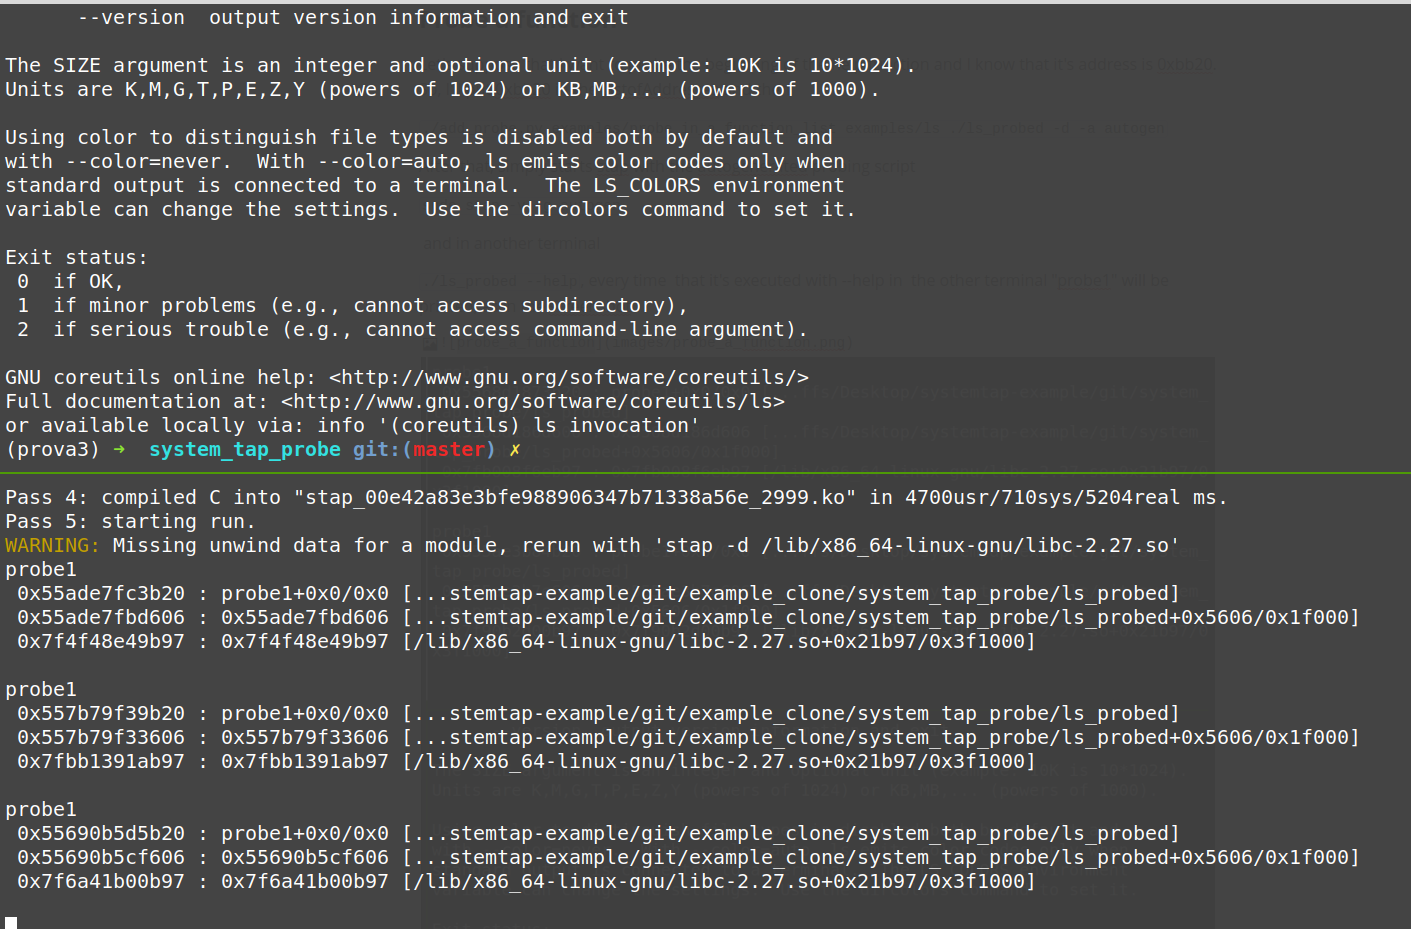 --version  output version information and exit

The SIZE argument is an integer and optional unit (example: 10K is 10*1024).
Units are K,M,G,T,P,E,Z,Y (powers of 1024) or KB,MB,... (powers of 1000).

Using color to distinguish file types is disabled both by default and
with --color=never.  With --color=auto, ls emits color codes only when
standard output is connected to a terminal.  The LS_COLORS environment
variable can change the settings.  Use the dircolors command to set it.

Exit status:
 0  if OK,
 1  if minor problems (e.g., cannot access subdirectory),
 2  if serious trouble (e.g., cannot access command-line argument).

GNU coreutils online help: <http://www.gnu.org/software/coreutils/>
Full documentation at: <http://www.gnu.org/software/coreutils/ls>
or available locally via: info '(coreutils) ls invocation'
(prova3) ➜  system_tap_probe git:(master) ✗
Pass 4: compiled C into "stap_00e42a83e3bfe988906347b71338a56e_2999.ko" in 4700usr/710sys/5204real ms.
Pass 5: starting run.
WARNING: Missing unwind data for a module, rerun with 'stap -d /lib/x86_64-linux-gnu/libc-2.27.so'
probe1
 0x55ade7fc3b20 : probe1+0x0/0x0 [...stemtap-example/git/example_clone/system_tap_probe/ls_probed]
 0x55ade7fbd606 : 0x55ade7fbd606 [...stemtap-example/git/example_clone/system_tap_probe/ls_probed+0x5606/0x1f000]
 0x7f4f48e49b97 : 0x7f4f48e49b97 [/lib/x86_64-linux-gnu/libc-2.27.so+0x21b97/0x3f1000]

probe1
 0x557b79f39b20 : probe1+0x0/0x0 [...stemtap-example/git/example_clone/system_tap_probe/ls_probed]
 0x557b79f33606 : 0x557b79f33606 [...stemtap-example/git/example_clone/system_tap_probe/ls_probed+0x5606/0x1f000]
 0x7fbb1391ab97 : 0x7fbb1391ab97 [/lib/x86_64-linux-gnu/libc-2.27.so+0x21b97/0x3f1000]

probe1
 0x55690b5d5b20 : probe1+0x0/0x0 [...stemtap-example/git/example_clone/system_tap_probe/ls_probed]
 0x55690b5cf606 : 0x55690b5cf606 [...stemtap-example/git/example_clone/system_tap_probe/ls_probed+0x5606/0x1f000]
 0x7f6a41b00b97 : 0x7f6a41b00b97 [/lib/x86_64-linux-gnu/libc-2.27.so+0x21b97/0x3f1000]